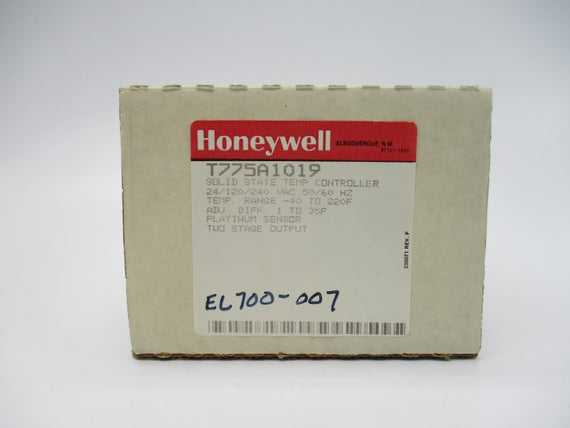 Honeywell
ALBUQUERQUE, N.M.
T775A1019
SOLID STATE TEMP CONTROLLER
24/120/240 VAC 50/60 HZ
TEMP. RANGE -40 TO 220F
ADJ. DIFF. 1 TO 35F
PLATINUM SENSOR
TWO STAGE OUTPUT
EL700-007